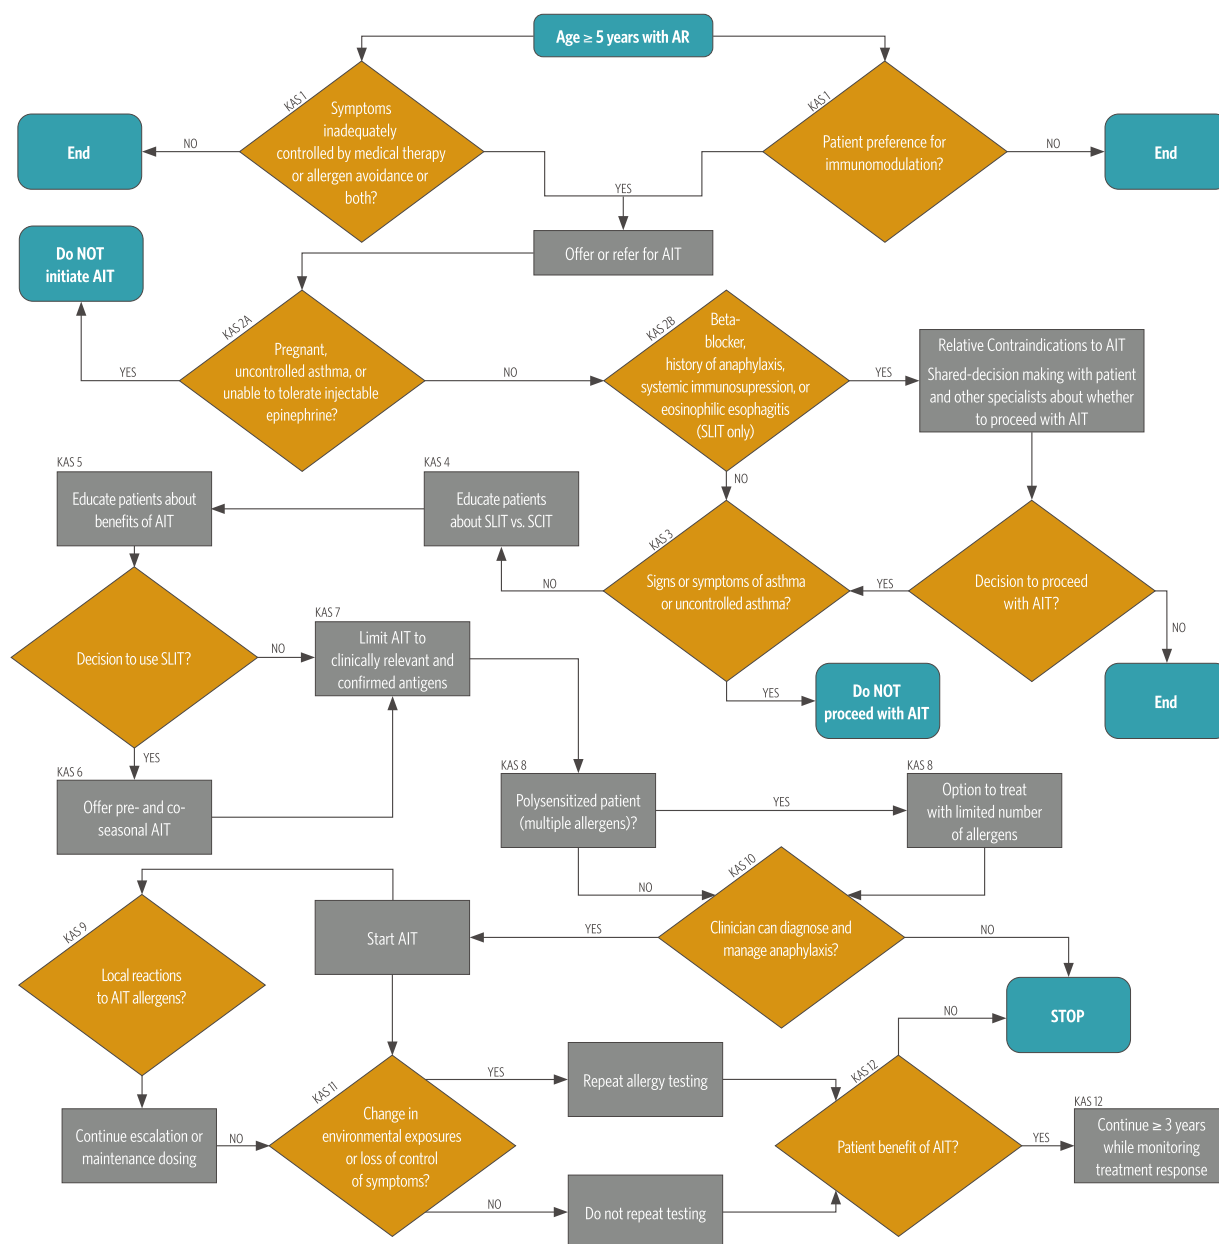 Age ≥ 5 years with AR
KAS 1
Symptoms
inadequately
controlled by medical therapy
or allergen avoidance or
both?
KAS 1
Patient preference for
immunomodulation?
NO
End
NO
End
YES
Offer or refer for AIT
Do NOT
initiate AIT
KAS 2A
Pregnant,
uncontrolled asthma, or
unable to tolerate injectable
epinephrine?
YES
NO
KAS 2B
Beta-
blocker,
history of anaphylaxis,
systemic immunosupression, or
eosinophilic esophagitis
(SLIT only)
YES
Relative Contraindications to AIT
Shared-decision making with patient
and other specialists about whether
to proceed with AIT
NO
KAS 5
Educate patients about
benefits of AIT
KAS 4
Educate patients
about SLIT vs. SCIT
KAS 3
Signs or symptoms of asthma
or uncontrolled asthma?
NO
YES
Decision to proceed
with AIT?
NO
End
YES
Do NOT
proceed with AIT
Decision to use SLIT?
NO
KAS 7
Limit AIT to
clinically relevant and
confirmed antigens
YES
KAS 6
Offer pre- and co-
seasonal AIT
KAS 8
Polysensitized patient
(multiple allergens)?
YES
KAS 8
Option to treat
with limited number
of allergens
NO
KAS 10
Clinician can diagnose and
manage anaphylaxis?
YES
NO
STOP
Start AIT
KAS 9
Local reactions
to AIT allergens?
Continue escalation or
maintenance dosing
NO
KAS 11
Change in
environmental exposures
or loss of control
of symptoms?
YES
Repeat allergy testing
NO
Do not repeat testing
KAS 12
Patient benefit of AIT?
NO
YES
KAS 12
Continue ≥ 3 years
while monitoring
treatment response